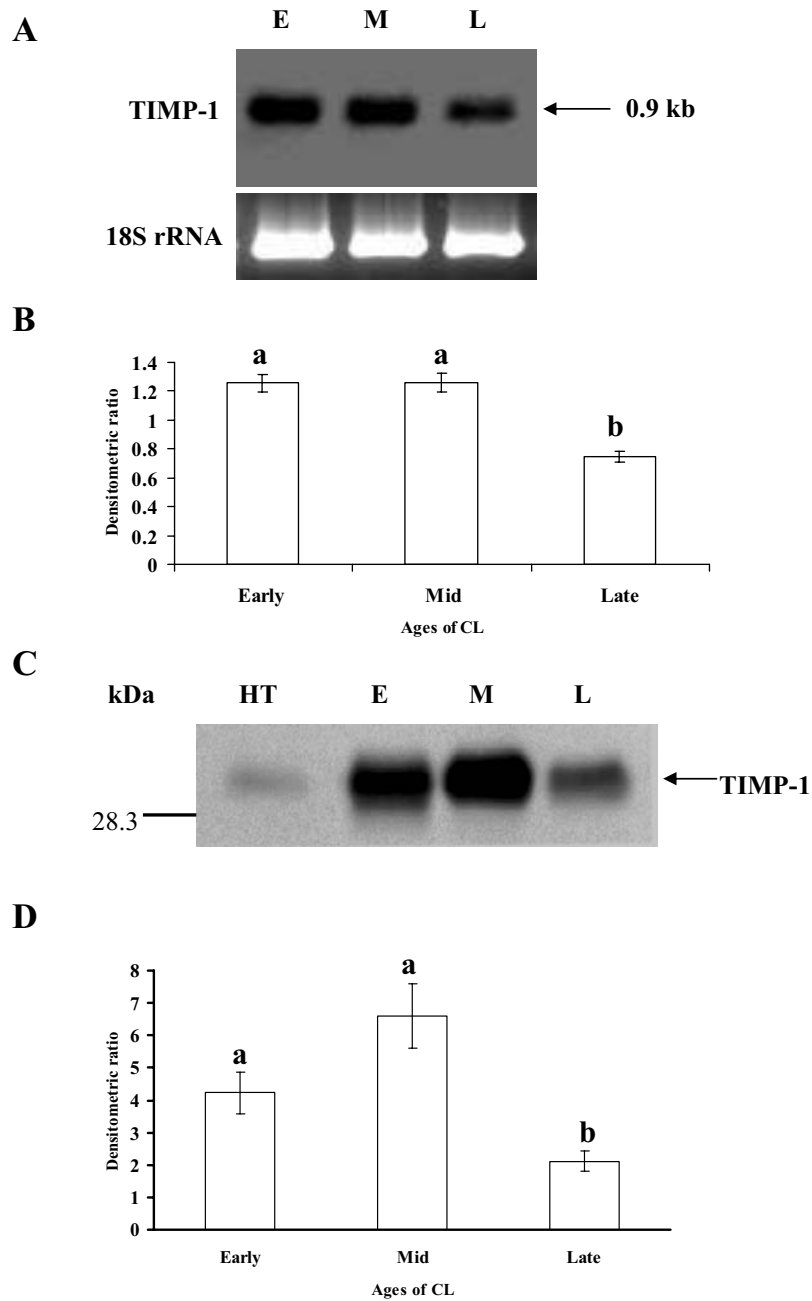 A
E M L
TIMP-1
0.9 kb
18S rRNA
B
1.4
1.2
1
0.8
0.6
0.4
0.2
0
Densitometric ratio
a
a
b
Early Mid Late
Ages of CL
C
kDa HT E M L
28.3
TIMP-1
D
8
7
6
5
4
3
2
1
0
Densitometric ratio
a
a
b
Early Mid Late
Ages of CL